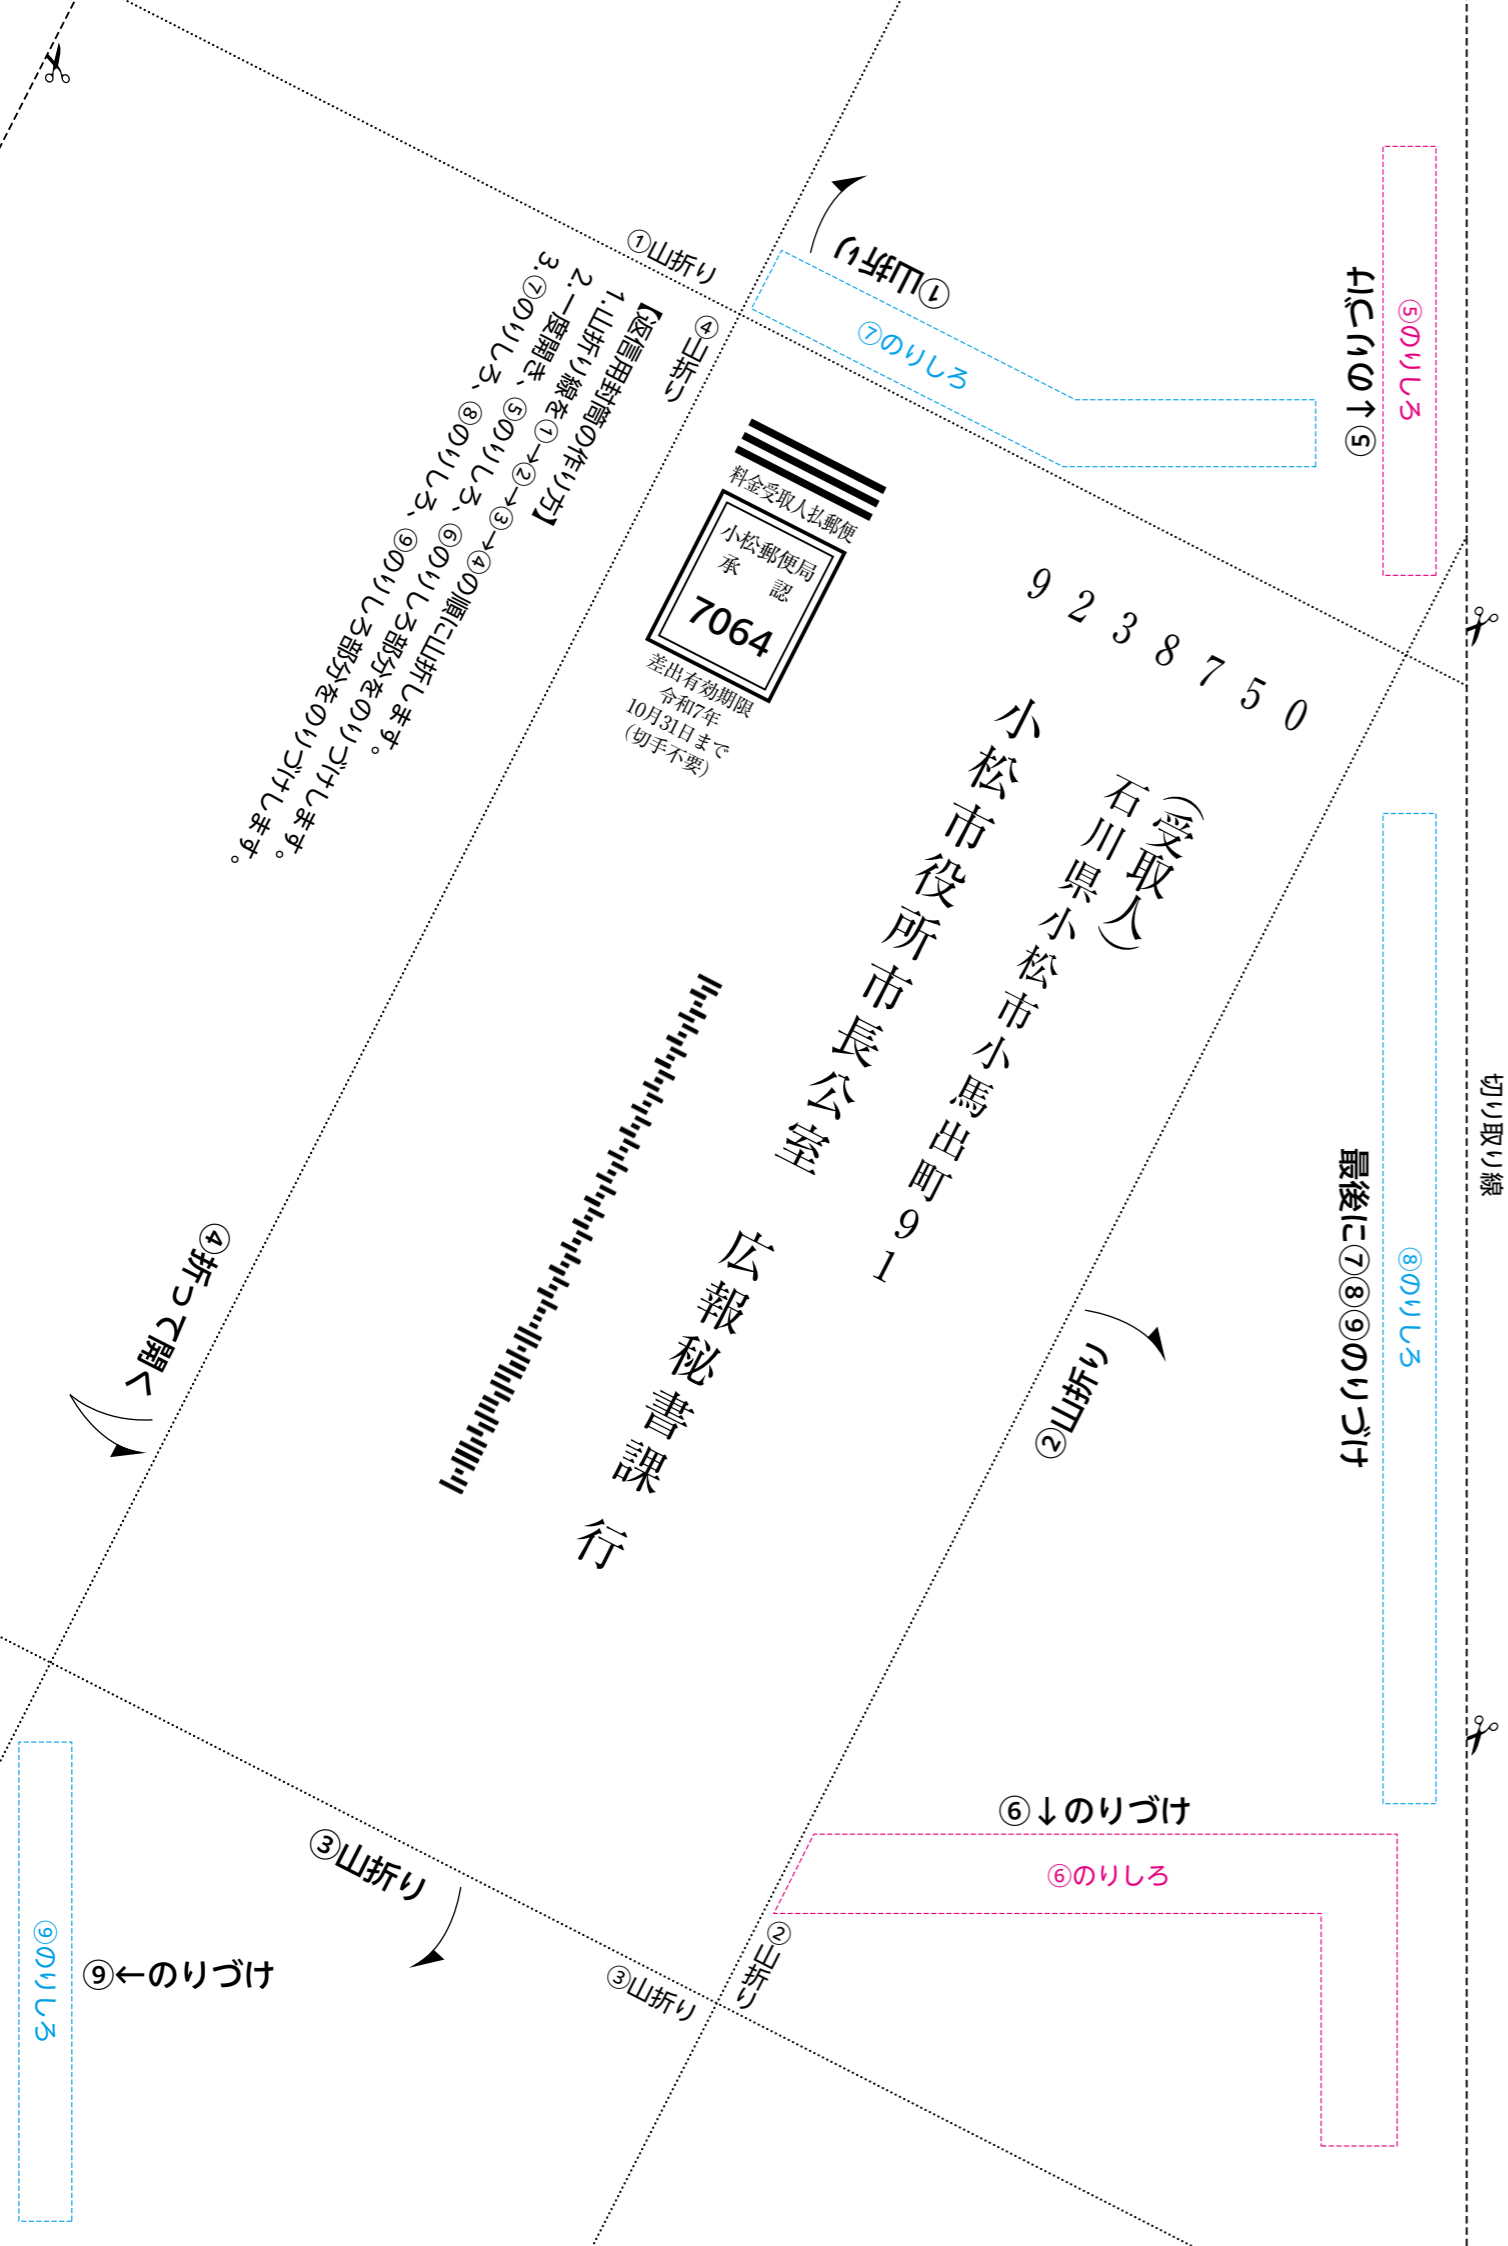 ①山折り
①山折り
④山折り
⑦のりしろ
⑤のりしろ
⑤→のりづけ
【返信用封筒の作り方】
1.山折り線を①→②→③→④の順に山折します。
2.一度開き、⑤のりしろ、⑥のりしろ部分をのりづけします。
3.⑦のりしろ、⑧のりしろ、⑨のりしろ部分をのりづけします。
料金受取人払郵便
小松郵便局
承 認
7064
差出有効期限
令和7年
10月31日まで
（切手不要）
9238750
（受取人）
石川県小松市小馬出町91
小松市役所市長公室 広報秘書課 行
⑧のりしろ
切り取り線
最後に⑦⑧⑨のりづけ
②山折り
④折って開く
⑥↓のりづけ
⑥のりしろ
②山折り
③山折り
③山折り
⑨←のりづけ
⑨のりしろ